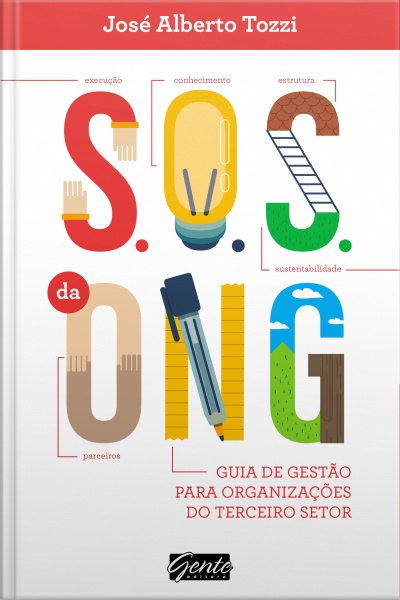 José Alberto Tozzi
execução conhecimento estrutura
S.O.S.
sustentabilidade
da
ONG
parceiros
GUIA DE GESTÃO
PARA ORGANIZAÇÕES
DO TERCEIRO SETOR
Gente
editora